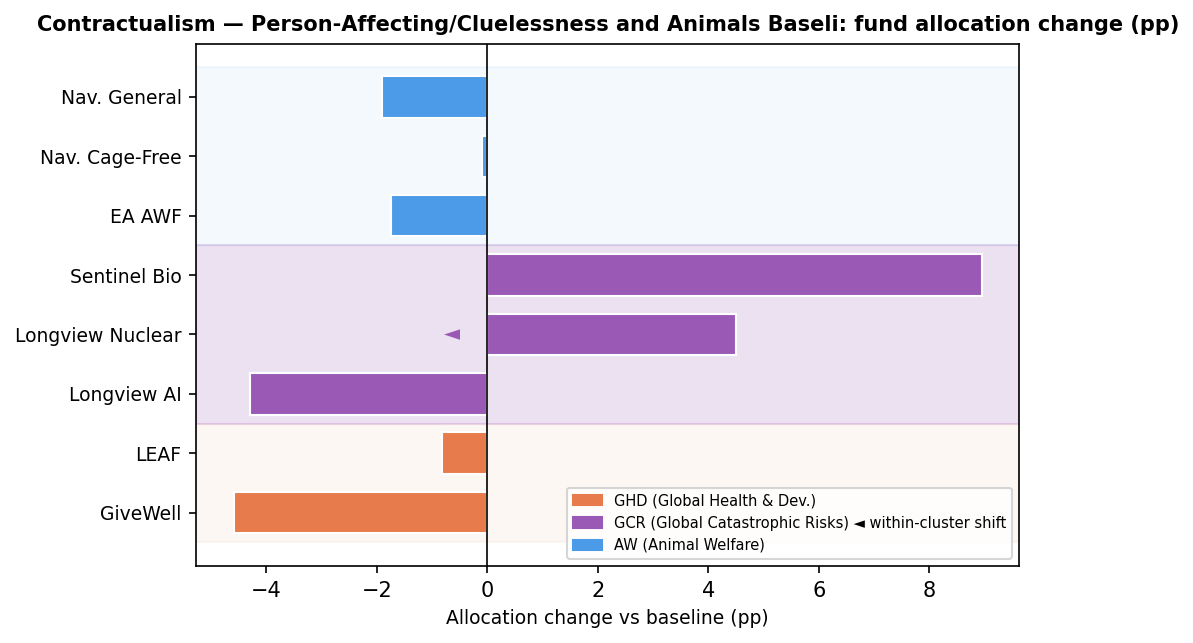 Contractualism — Person-Affecting/Cluelessness and Animals Baseli: fund allocation change (pp)
Nav. General
Nav. Cage-Free
EA AWF
Sentinel Bio
Longview Nuclear
◄
Longview AI
LEAF
GiveWell
GHD (Global Health & Dev.)
GCR (Global Catastrophic Risks) ◄ within-cluster shift
AW (Animal Welfare)
−4 −2 0 2 4 6 8
Allocation change vs baseline (pp)